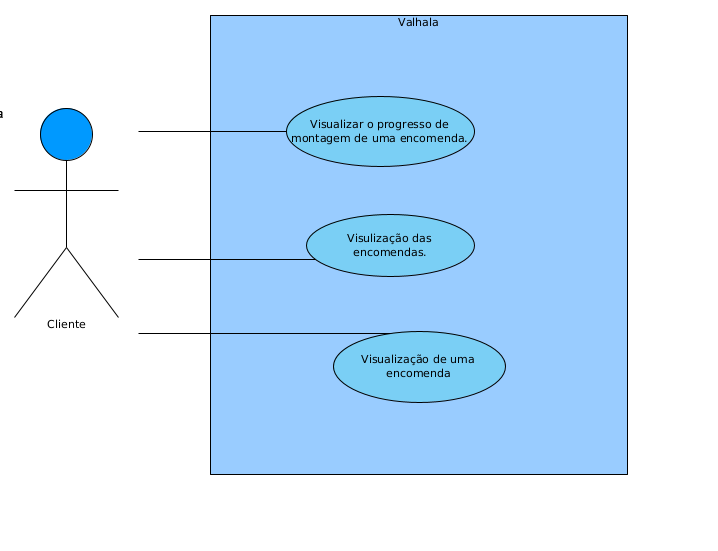 Valhala
a
Visualizar o progresso de
montagem de uma encomenda.
Visulização das
encomendas.
Cliente
Visualização de uma
encomenda